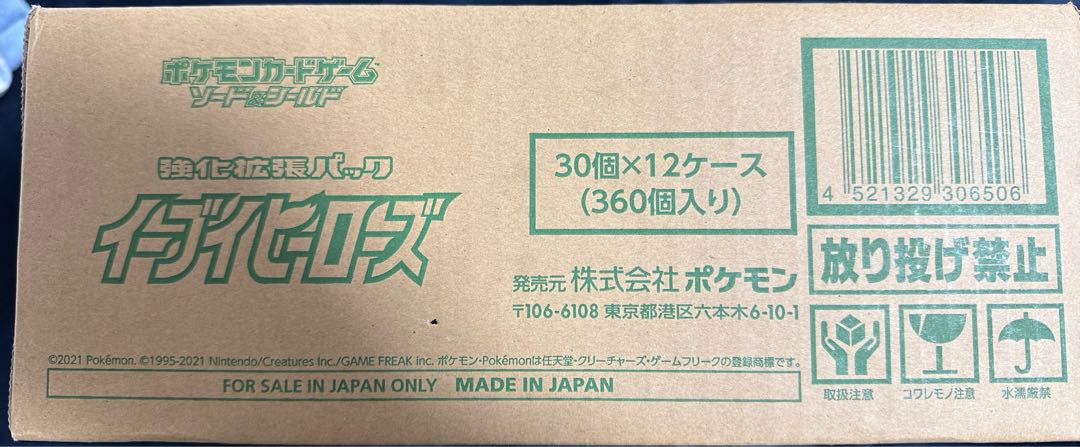 ポケモンカードゲーム
ソード&シールド
強化拡張パック
イーブイヒーローズ
30個×12ケース
(360個入り)
発売元 株式会社 ポケモン
〒106-6108 東京都港区六本木6-10-1
4 521329 306506
放り投げ禁止
取扱注意 コワレモノ注意 水濡厳禁
©2021 Pokémon. ©1995-2021 Nintendo/Creatures Inc./GAME FREAK inc. ポケモン・Pokémonは任天堂・クリーチャーズ・ゲームフリークの登録商標です。
FOR SALE IN JAPAN ONLY MADE IN JAPAN